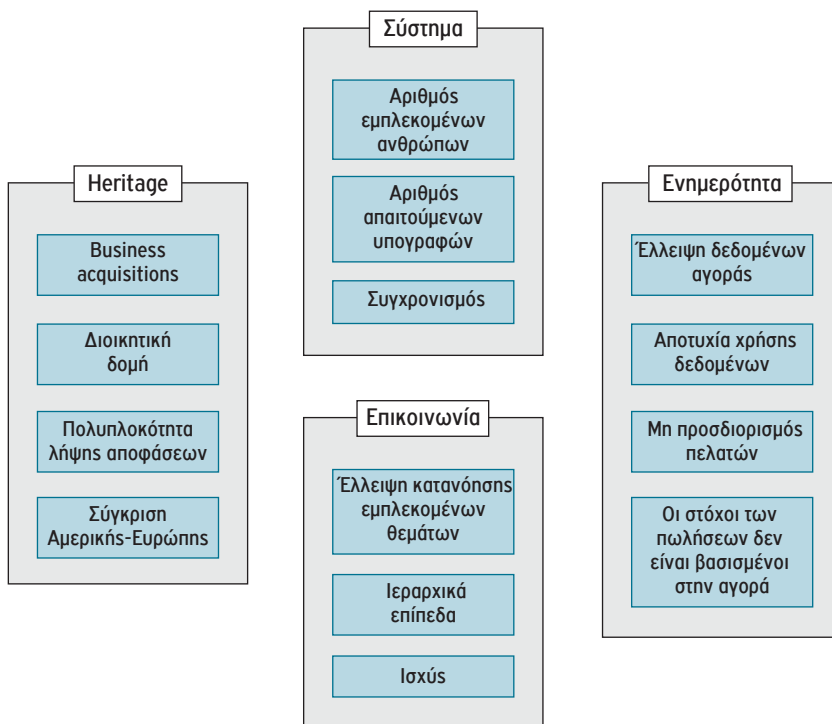 Σύστημα
Αριθμός
εμπλεκομένων
ανθρώπων
Αριθμός
απαιτούμενων
υπογραφών
Συγχρονισμός
Heritage
Business
acquisitions
Διοικητική
δομή
Πολυπλοκότητα
λήψης αποφάσεων
Σύγκριση
Αμερικής-Ευρώπης
Επικοινωνία
Έλλειψη κατανόησης
εμπλεκομένων
θεμάτων
Ιεραρχικά
επίπεδα
Ισχύς
Ενημερότητα
Έλλειψη δεδομένων
αγοράς
Αποτυχία χρήσης
δεδομένων
Μη προσδιορισμός
πελατών
Οι στόχοι των
πωλήσεων δεν
είναι βασισμένοι
στην αγορά